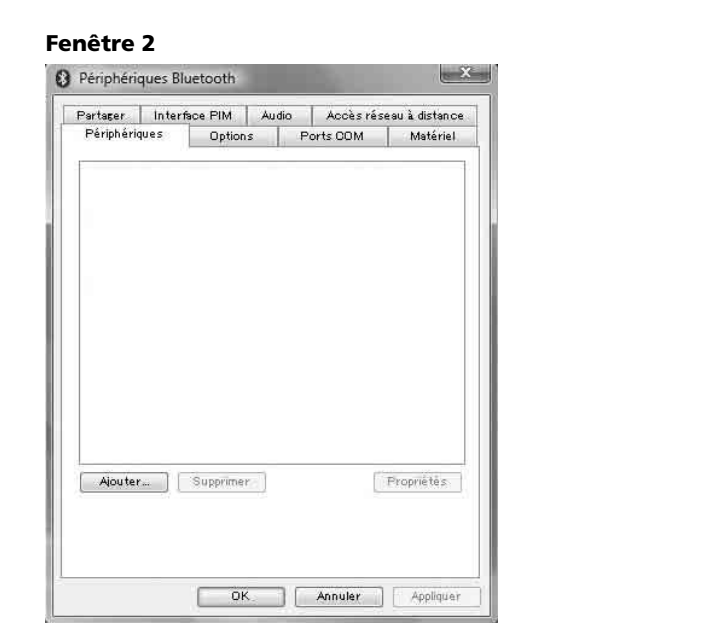 Fenêtre 2
Périphériques Bluetooth
Partager Interface PIM Audio Accès réseau à distance
Périphériques Options Ports COM Matériel
Ajouter... Supprimer Propriétés
OK Annuler Appliquer